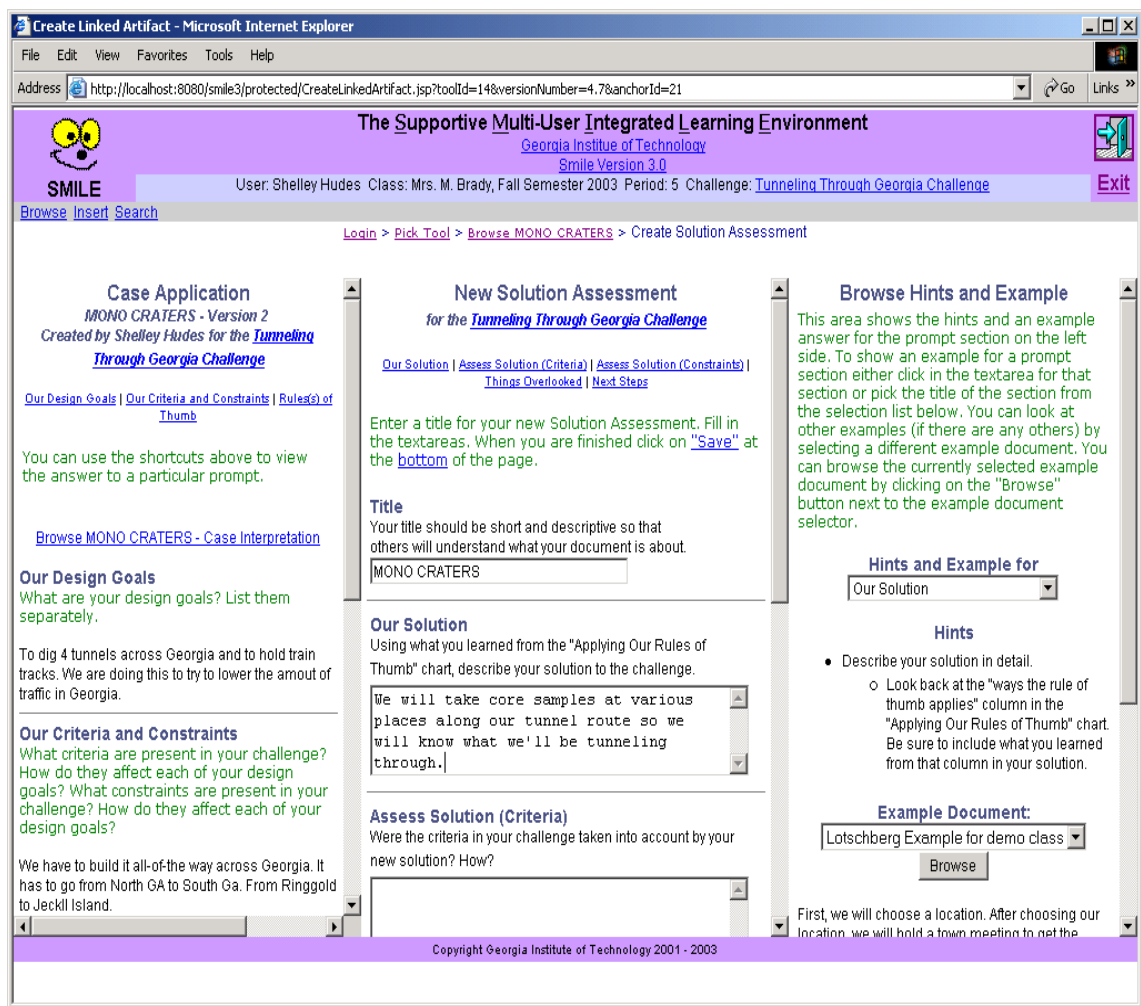 Create Linked Artifact - Microsoft Internet Explorer
File Edit View Favorites Tools Help
Address http://localhost:8080/smile3/protected/CreateLinkedArtifact.jsp?toolId=14&versionNumber=4.7&anchorId=21 Go Links »
The Supportive Multi-User Integrated Learning Environment
Georgia Institue of Technology
Smile Version 3.0
SMILE
User: Shelley Hudes Class: Mrs. M. Brady, Fall Semester 2003 Period: 5 Challenge: Tunneling Through Georgia Challenge
Exit
Browse Insert Search
Login > Pick Tool > Browse MONO CRATERS > Create Solution Assessment
Case Application
MONO CRATERS - Version 2
Created by Shelley Hudes for the Tunneling
Through Georgia Challenge
Our Design Goals | Our Criteria and Constraints | Rules(s) of
Thumb
You can use the shortcuts above to view
the answer to a particular prompt.
Browse MONO CRATERS - Case Interpretation
Our Design Goals
What are your design goals? List them
separately.
To dig 4 tunnels across Georgia and to hold train
tracks. We are doing this to try to lower the amout of
traffic in Georgia.
Our Criteria and Constraints
What criteria are present in your challenge?
How do they affect each of your design
goals? What constraints are present in your
challenge? How do they affect each of your
design goals?
We have to build it all-of-the way across Georgia. It
has to go from North GA to South Ga. From Ringgold
to Jeckll Island.
New Solution Assessment
for the Tunneling Through Georgia Challenge
Our Solution | Assess Solution (Criteria) | Assess Solution (Constraints) |
Things Overlooked | Next Steps
Enter a title for your new Solution Assessment. Fill in
the textareas. When you are finished click on "Save" at
the bottom of the page.
Title
Your title should be short and descriptive so that
others will understand what your document is about.
MONO CRATERS
Our Solution
Using what you learned from the "Applying Our Rules of
Thumb" chart, describe your solution to the challenge.
We will take core samples at various
places along our tunnel route so we
will know what we'll be tunneling
through.
Assess Solution (Criteria)
Were the criteria in your challenge taken into account by your
new solution? How?
Browse Hints and Example
This area shows the hints and an example
answer for the prompt section on the left
side. To show an example for a prompt
section either click in the textarea for that
section or pick the title of the section from
the selection list below. You can look at
other examples (if there are any others) by
selecting a different example document. You
can browse the currently selected example
document by clicking on the "Browse"
button next to the example document
selector.
Hints and Example for
Our Solution
Hints
• Describe your solution in detail.
o Look back at the "ways the rule of
thumb applies" column in the
"Applying Our Rules of Thumb" chart.
Be sure to include what you learned
from that column in your solution.
Example Document:
Lotschberg Example for demo class
Browse
First, we will choose a location. After choosing our
location, we will hold a town meeting to get the
Copyright Georgia Institute of Technology 2001 - 2003